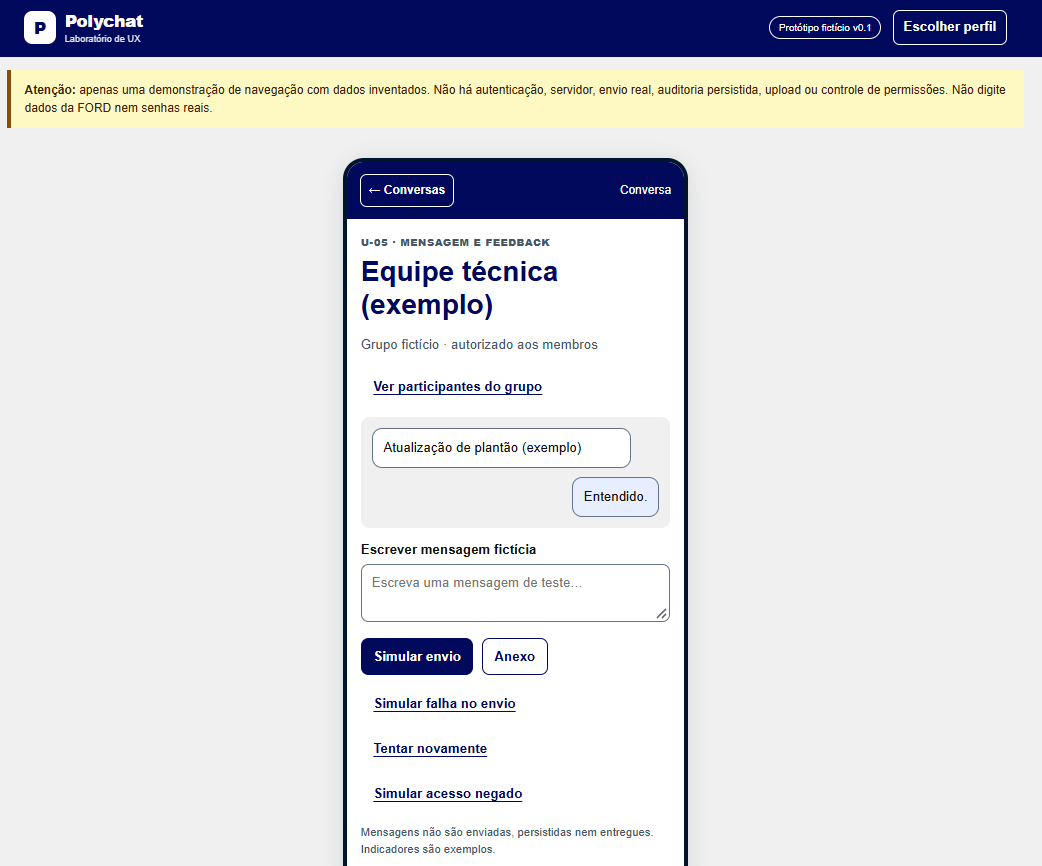 P
Polychat
Laboratório de UX
Protótipo fictício v0.1
Escolher perfil
Atenção: apenas uma demonstração de navegação com dados inventados. Não há autenticação, servidor, envio real, auditoria persistida, upload ou controle de permissões. Não digite
dados da FORD nem senhas reais.
← Conversas
Conversa
U-05 · MENSAGEM E FEEDBACK
Equipe técnica
(exemplo)
Grupo fictício · autorizado aos membros
Ver participantes do grupo
Atualização de plantão (exemplo)
Entendido.
Escrever mensagem fictícia
Escreva uma mensagem de teste...
Simular envio
Anexo
Simular falha no envio
Tentar novamente
Simular acesso negado
Mensagens não são enviadas, persistidas nem entregues.
Indicadores são exemplos.